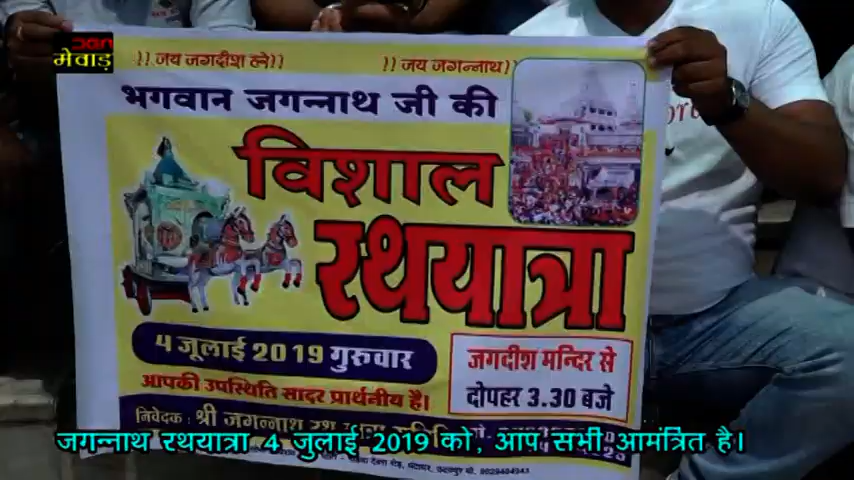 मेवाड़
।। जय जगदीश हरे ।।
।। जय जगन्नाथ ।।
भगवान जगन्नाथ जी की
विशाल
रथयात्रा
4 जूलाई 2019 गुरूवार
आपकी उपस्थिति सादर प्रार्थनीय है।
जगदीश मन्दिर से
दोपहर 3.30 बजे
निवेदक : श्री जगन्नाथ रथ यात्रा समिति
जगन्नाथ रथयात्रा 4 जुलाई 2019 को, आप सभी आमंत्रित है।